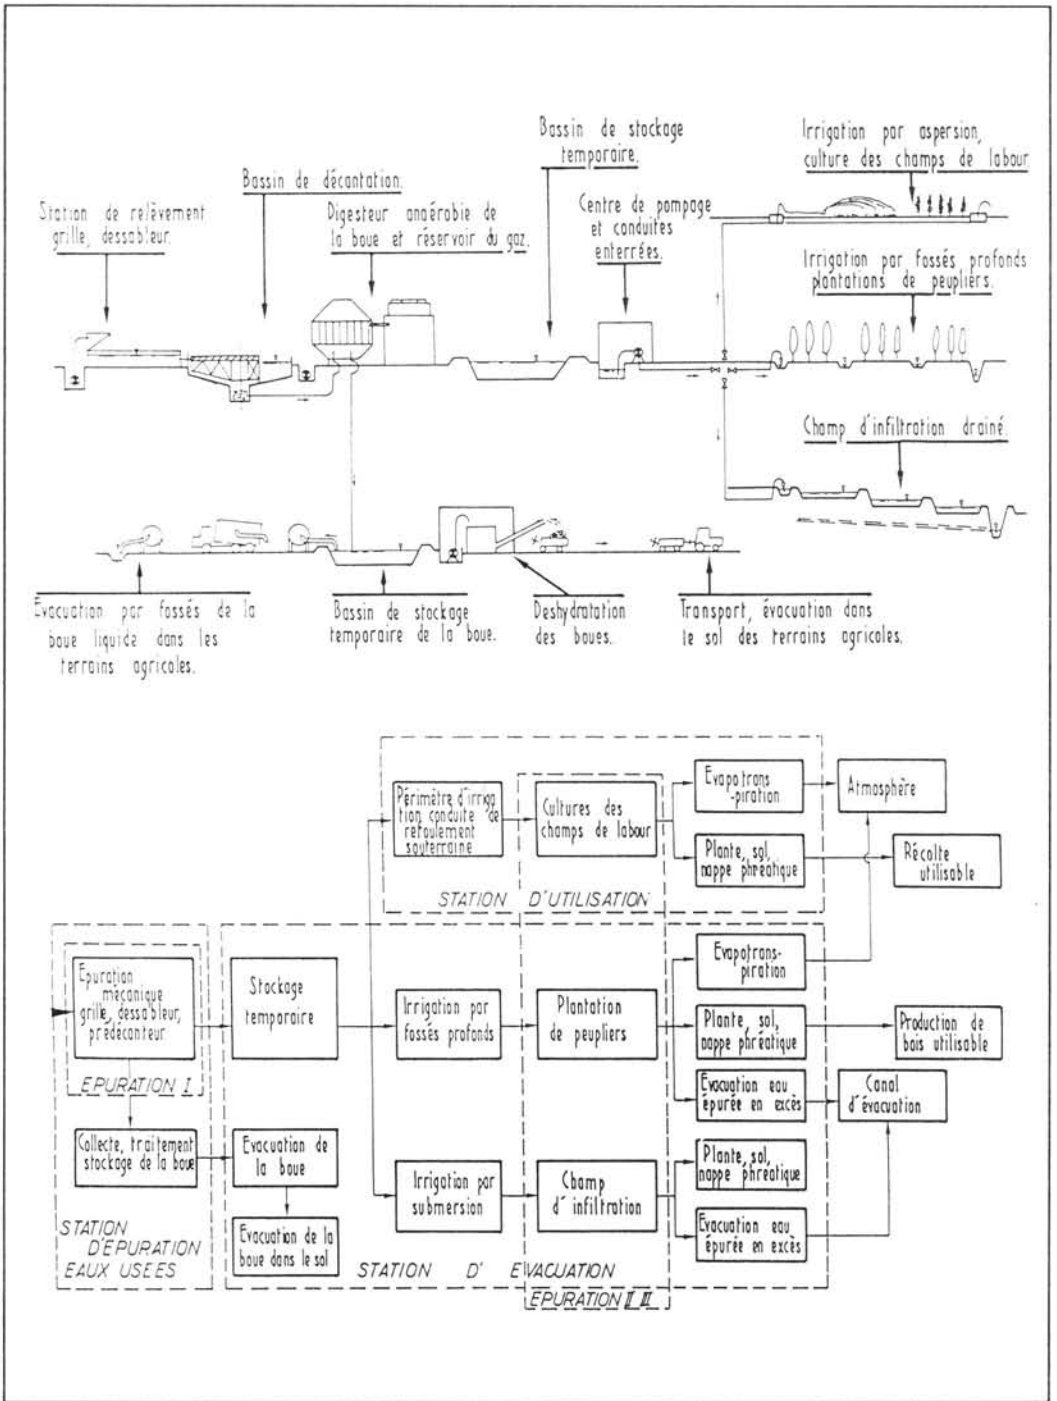 Station de relèvement
grille, dessableur.
Bassin de décantation.
Digesteur anaérobie de
la boue et réservoir du gaz.
Bassin de stockage
temporaire.
Centre de pompage
et conduites
enterrées.
Irrigation par aspersion,
culture des champs de labour
Irrigation par fossés profonds
plantations de peupliers.
Champ d'infiltration drainé.
Evacuation par fossés de la
boue liquide dans les
terrains agricoles.
Bassin de stockage
temporaire de la boue.
Deshydratation
des boues.
Transport, évacuation dans
le sol des terrains agricoles.
Périmètre d'irriga
tion, conduite de
refoulement
souterraine
Cultures des
champs de labour
Evapotrans
-piration
Atmosphère
Plante, sol,
nappe phréatique
Récolte
utilisable
STATION D'UTILISATION
Epuration
mécanique
grille, dessableur,
prédécanteur
EPURATION I
Stockage
temporaire
Irrigation par
fossés profonds
Plantation
de peupliers
Evapotrans-
piration
Plante, sol,
nappe phréatique
Production de
bois utilisable
Evacuation eau
épurée en excès
Canal
d'évacuation
Collecte, traitement
stockage de la boue
Evacuation de
la boue
Irrigation par
submersion
Champ
d'infiltration
Plante, sol,
nappe phréatique
Evacuation eau
épurée en excès
Evacuation de la
boue dans le sol
STATION
D'EPURATION
EAUX USEES
STATION D' EVACUATION
EPURATION II III